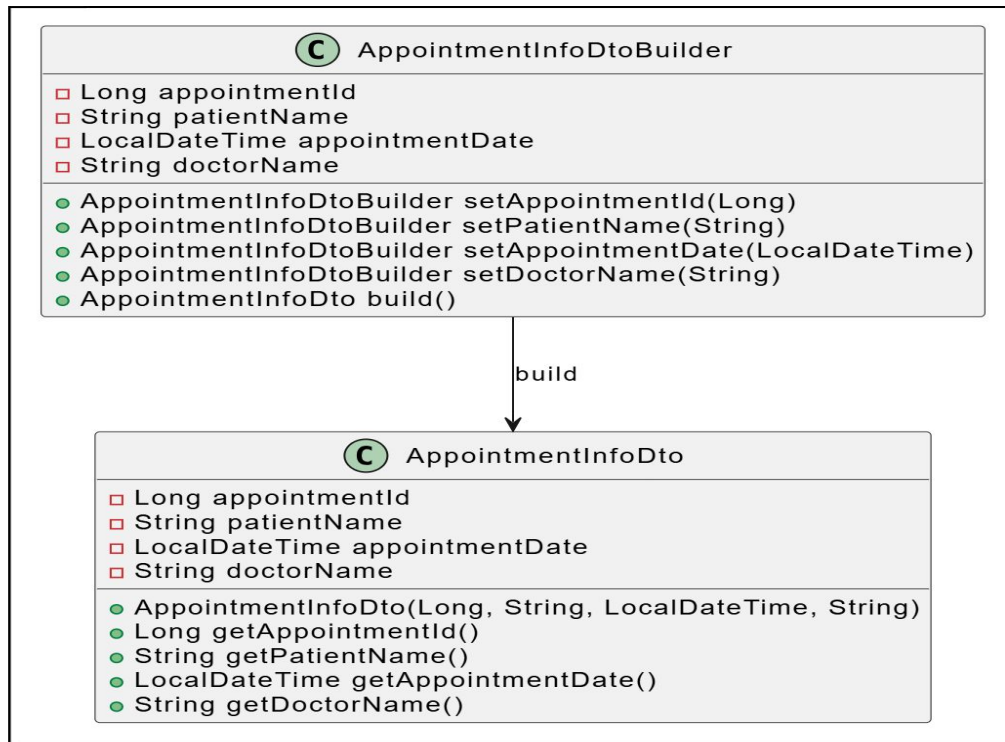 C AppointmentInfoDtoBuilder
Long appointmentId
String patientName
LocalDateTime appointmentDate
String doctorName
AppointmentInfoDtoBuilder setAppointmentId(Long)
AppointmentInfoDtoBuilder setPatientName(String)
AppointmentInfoDtoBuilder setAppointmentDate(LocalDateTime)
AppointmentInfoDtoBuilder setDoctorName(String)
AppointmentInfoDto build()
build
C AppointmentInfoDto
Long appointmentId
String patientName
LocalDateTime appointmentDate
String doctorName
AppointmentInfoDto(Long, String, LocalDateTime, String)
Long getAppointmentId()
String getPatientName()
LocalDateTime getAppointmentDate()
String getDoctorName()